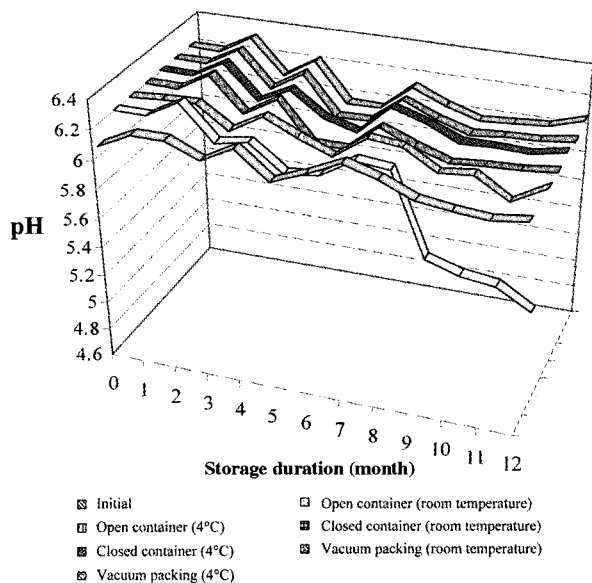 6.4
6.2
6
5.8
5.6
5.4
5.2
5
4.8
4.6
pH
0 1 2 3 4 5 6 7 8 9 10 11 12
Storage duration (month)
Initial
Open container (4°C)
Closed container (4°C)
Vacuum packing (4°C)
Open container (room temperature)
Closed container (room temperature)
Vacuum packing (room temperature)